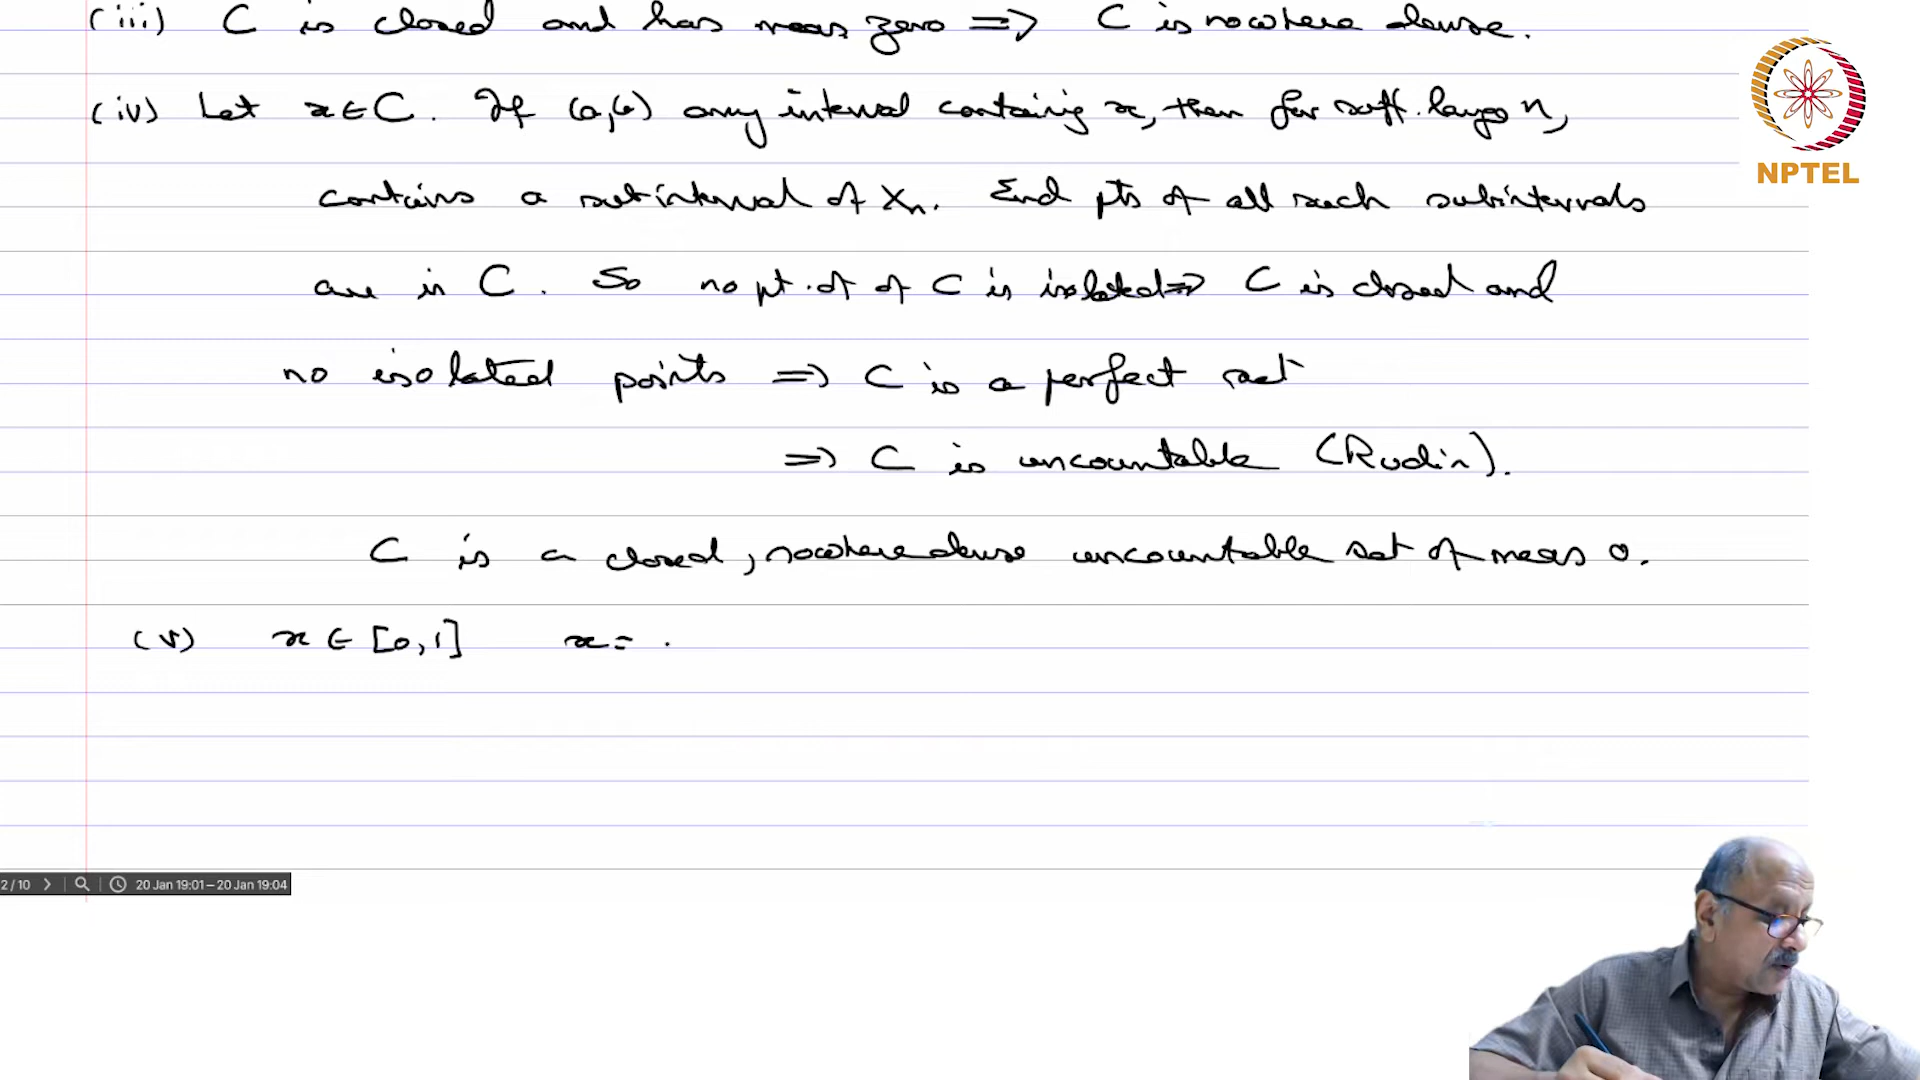 (iii) C is closed and has meas zero ⇒ C is nowhere dense.
(iv) Let x ∈ C. If (a,b) any interval containing x, then for suff. large n,
contains a subinterval of Xn. End pts of all such subintervals
are in C. So no pt. of of C is isolated ⇒ C is closed and
no isolated points ⇒ C is a perfect set
⇒ C is uncountable (Rudin).
C is a closed, nowhere dense uncountable set of meas 0.
(v) x ∈ [0,1] x = .
NPTEL
2/10 20 Jan 19:01 – 20 Jan 19:04